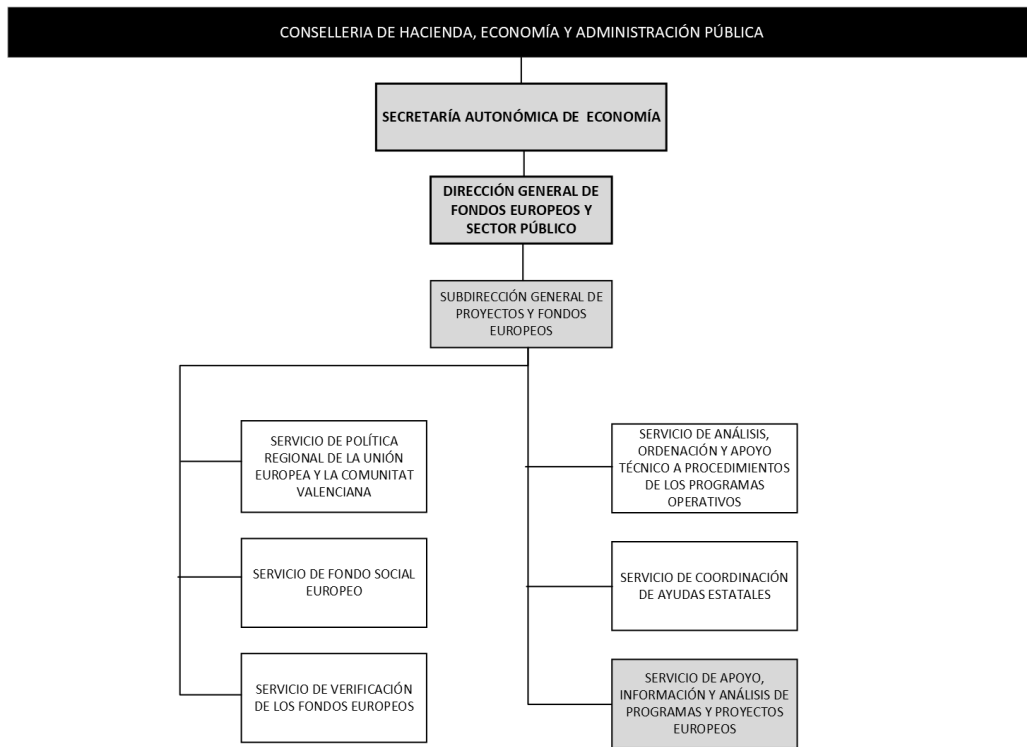 CONSELLERIA DE HACIENDA, ECONOMÍA Y ADMINISTRACIÓN PÚBLICA
SECRETARÍA AUTONÓMICA DE ECONOMÍA
DIRECCIÓN GENERAL DE
FONDOS EUROPEOS Y
SECTOR PÚBLICO
SUBDIRECCIÓN GENERAL DE
PROYECTOS Y FONDOS
EUROPEOS
SERVICIO DE POLÍTICA
REGIONAL DE LA UNIÓN
EUROPEA Y LA COMUNITAT
VALENCIANA
SERVICIO DE ANÁLISIS,
ORDENACIÓN Y APOYO
TÉCNICO A PROCEDIMIENTOS
DE LOS PROGRAMAS
OPERATIVOS
SERVICIO DE FONDO SOCIAL
EUROPEO
SERVICIO DE COORDINACIÓN
DE AYUDAS ESTATALES
SERVICIO DE VERIFICACIÓN
DE LOS FONDOS EUROPEOS
SERVICIO DE APOYO,
INFORMACIÓN Y ANÁLISIS DE
PROGRAMAS Y PROYECTOS
EUROPEOS